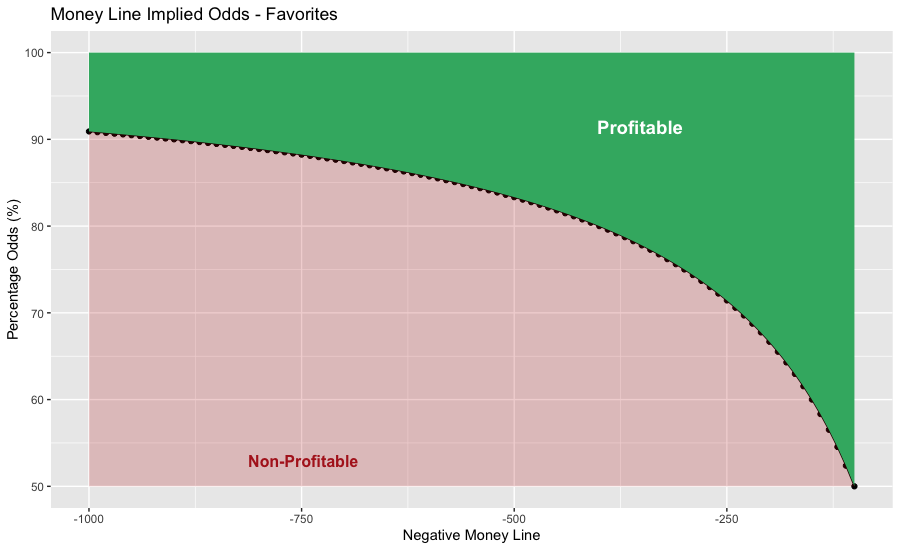 Money Line Implied Odds - Favorites
100
90
80
70
60
50
Percentage Odds (%)
Profitable
Non-Profitable
-1000
-750
-500
-250
Negative Money Line